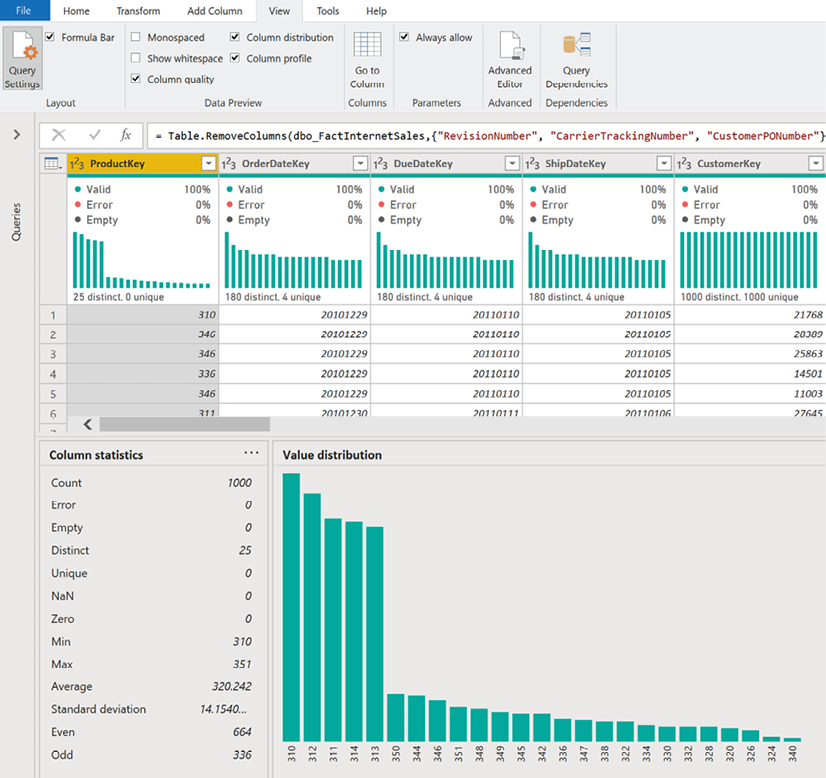 File Home Transform Add Column View Tools Help
Query Settings
Formula Bar
Layout
Monospaced
Show whitespace
Column quality
Column distribution
Column profile
Data Preview
Go to Column
Columns
Always allow
Parameters
Advanced Editor
Advanced
Query Dependencies
Dependencies
fx = Table.RemoveColumns(dbo_FactInternetSales,{"RevisionNumber", "CarrierTrackingNumber", "CustomerPONumber"}
Queries
1²3 ProductKey 1²3 OrderDateKey 1²3 DueDateKey 1²3 ShipDateKey 1²3 CustomerKey
Valid 100% Valid 100% Valid 100% Valid 100% Valid 100%
Error 0% Error 0% Error 0% Error 0% Error 0%
Empty 0% Empty 0% Empty 0% Empty 0% Empty 0%
25 distinct, 0 unique 180 distinct, 4 unique 180 distinct, 4 unique 180 distinct, 4 unique 1000 distinct, 1000 unique
1 310 20101229 20110110 20110105 21768
2 346 20101229 20110110 20110105 28389
3 346 20101229 20110110 20110105 25863
4 336 20101229 20110110 20110105 14501
5 346 20101229 20110110 20110105 11003
6 311 20101230 20110111 20110106 27645
Column statistics
Count 1000
Error 0
Empty 0
Distinct 25
Unique 0
NaN 0
Zero 0
Min 310
Max 351
Average 320.242
Standard deviation 14.1540...
Even 664
Odd 336
Value distribution
310 312 311 314 313 350 344 346 351 348 349 345 342 336 347 338 322 334 330 332 328 320 326 324 340